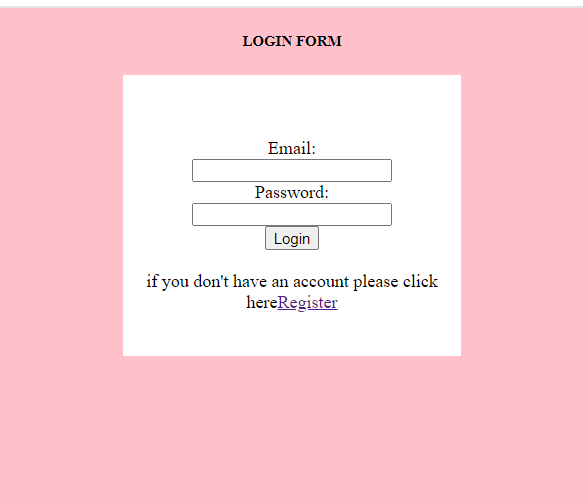 LOGIN FORM
Email:
Password:
Login
if you don't have an account please click
hereRegister